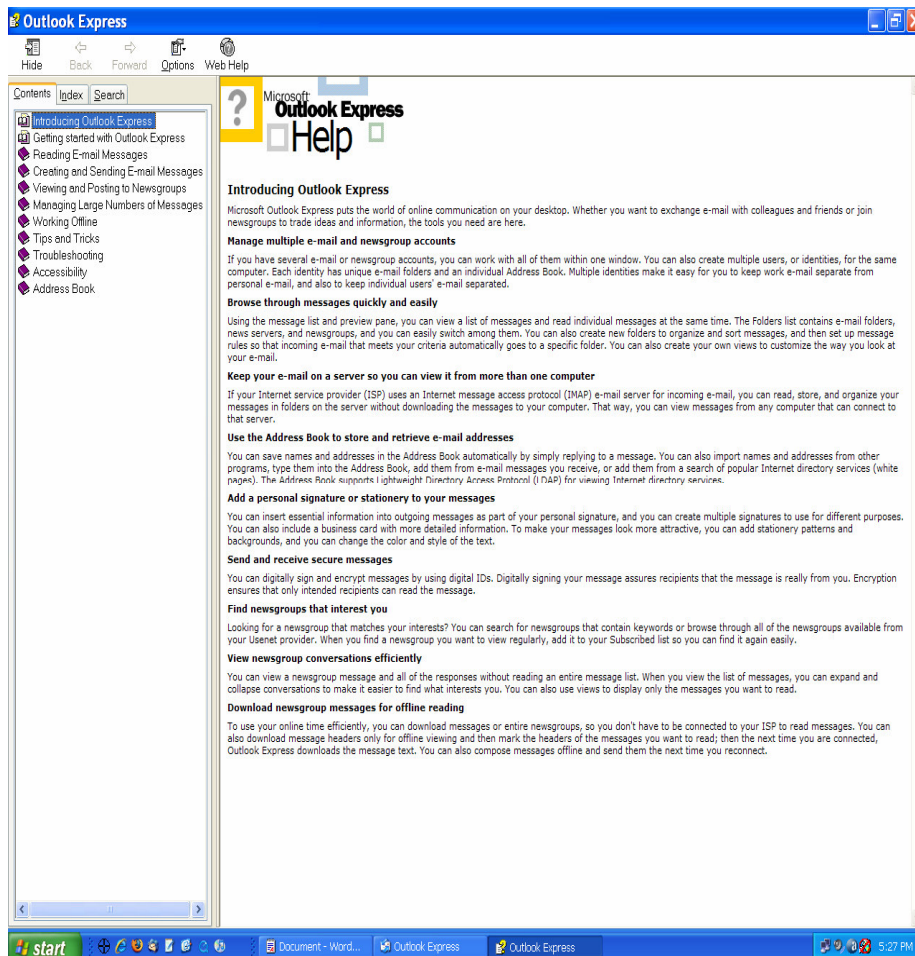 Outlook Express
Hide Back Forward Options Web Help
Contents Index Search
Introducing Outlook Express
Getting started with Outlook Express
Reading E-mail Messages
Creating and Sending E-mail Messages
Viewing and Posting to Newsgroups
Managing Large Numbers of Messages
Working Offline
Tips and Tricks
Troubleshooting
Accessibility
Address Book
?
Microsoft
Outlook Express
Help
Introducing Outlook Express
Microsoft Outlook Express puts the world of online communication on your desktop. Whether you want to exchange e-mail with colleagues and friends or join
newsgroups to trade ideas and information, the tools you need are here.
Manage multiple e-mail and newsgroup accounts
If you have several e-mail or newsgroup accounts, you can work with all of them within one window. You can also create multiple users, or identities, for the same
computer. Each identity has unique e-mail folders and an individual Address Book. Multiple identities make it easy for you to keep work e-mail separate from
personal e-mail, and also to keep individual users' e-mail separated.
Browse through messages quickly and easily
Using the message list and preview pane, you can view a list of messages and read individual messages at the same time. The Folders list contains e-mail folders,
news servers, and newsgroups, and you can easily switch among them. You can also create new folders to organize and sort messages, and then set up message
rules so that incoming e-mail that meets your criteria automatically goes to a specific folder. You can also create your own views to customize the way you look at
your e-mail.
Keep your e-mail on a server so you can view it from more than one computer
If your Internet service provider (ISP) uses an Internet message access protocol (IMAP) e-mail server for incoming e-mail, you can read, store, and organize your
messages in folders on the server without downloading the messages to your computer. That way, you can view messages from any computer that can connect to
that server.
Use the Address Book to store and retrieve e-mail addresses
You can save names and addresses in the Address Book automatically by simply replying to a message. You can also import names and addresses from other
programs, type them into the Address Book, add them from e-mail messages you receive, or add them from a search of popular Internet directory services (white
pages). The Address Book supports Lightweight Directory Access Protocol (LDAP) for viewing Internet directory services.
Add a personal signature or stationery to your messages
You can insert essential information into outgoing messages as part of your personal signature, and you can create multiple signatures to use for different purposes.
You can also include a business card with more detailed information. To make your messages look more attractive, you can add stationery patterns and
backgrounds, and you can change the color and style of the text.
Send and receive secure messages
You can digitally sign and encrypt messages by using digital IDs. Digitally signing your message assures recipients that the message is really from you. Encryption
ensures that only intended recipients can read the message.
Find newsgroups that interest you
Looking for a newsgroup that matches your interests? You can search for newsgroups that contain keywords or browse through all of the newsgroups available from
your Usenet provider. When you find a newsgroup you want to view regularly, add it to your Subscribed list so you can find it again easily.
View newsgroup conversations efficiently
You can view a newsgroup message and all of the responses without reading an entire message list. When you view the list of messages, you can expand and
collapse conversations to make it easier to find what interests you. You can also use views to display only the messages you want to read.
Download newsgroup messages for offline reading
To use your online time efficiently, you can download messages or entire newsgroups, so you don't have to be connected to your ISP to read messages. You can
also download message headers only for offline viewing and then mark the headers of the messages you want to read; then the next time you are connected,
Outlook Express downloads the message text. You can also compose messages offline and send them the next time you reconnect.
start Document - Word... Outlook Express Outlook Express 5:27 PM